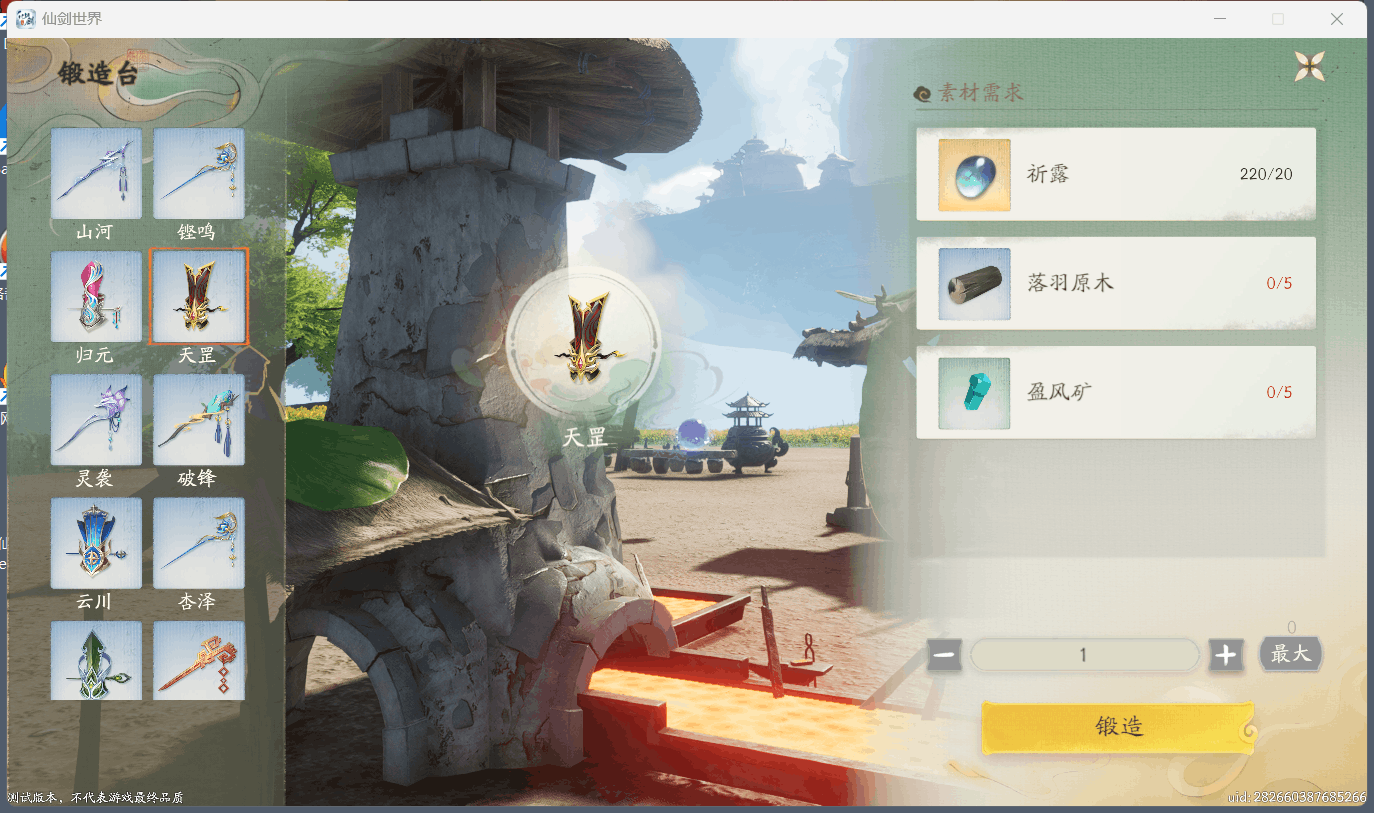 仙剑世界
锻造台
山河
铿鸣
归元
天罡
灵袭
破锋
云川
杏泽
天罡
素材需求
祈露
220/20
落羽原木
0/5
盈风矿
0/5
0
1
最大
锻造
测试版本，不代表游戏最终品质
uid: 282660387685266